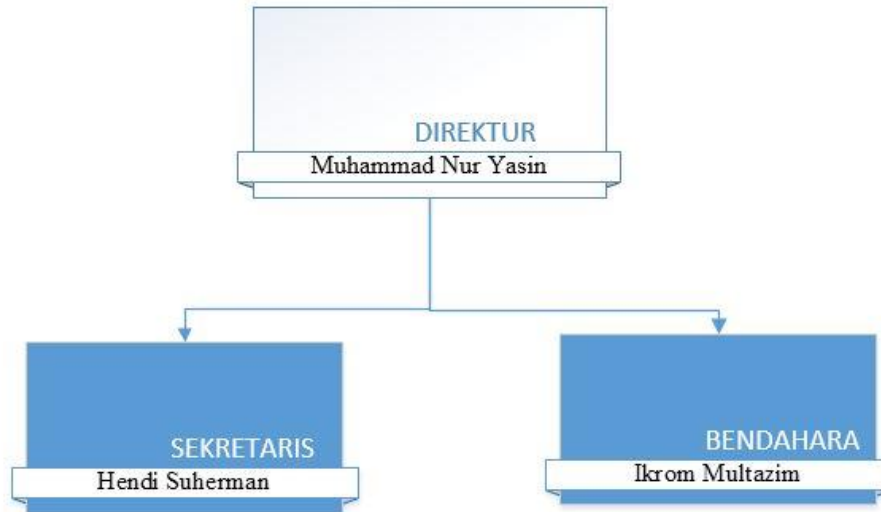 DIREKTUR
Muhammad Nur Yasin
SEKRETARIS
Hendi Suherman
BENDAHARA
Ikrom Multazim